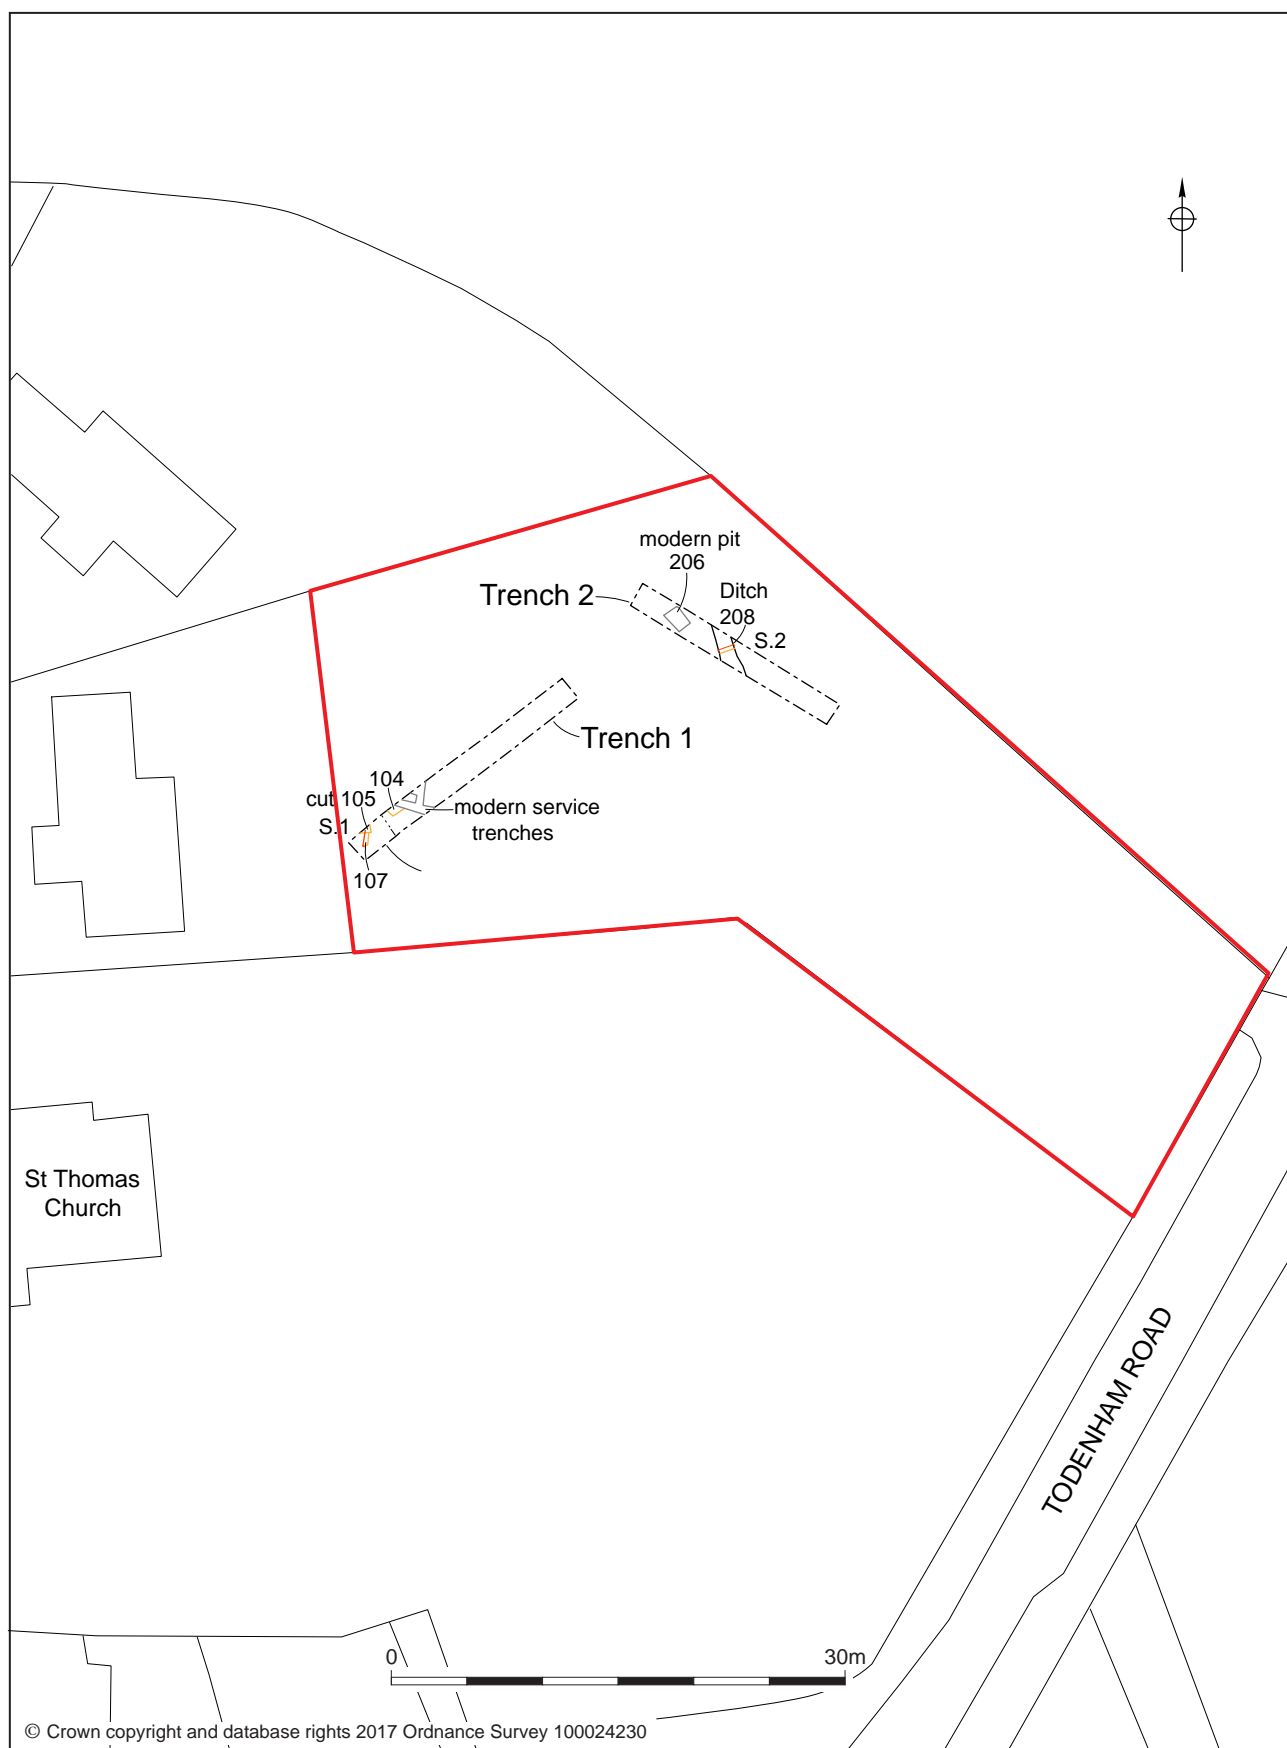 modern pit
206
Trench 2
Ditch
208
S.2
Trench 1
104
cut 105
modern service
trenches
S.1
107
St Thomas
Church
TODENHAM ROAD
0
30m
© Crown copyright and database rights 2017 Ordnance Survey 100024230